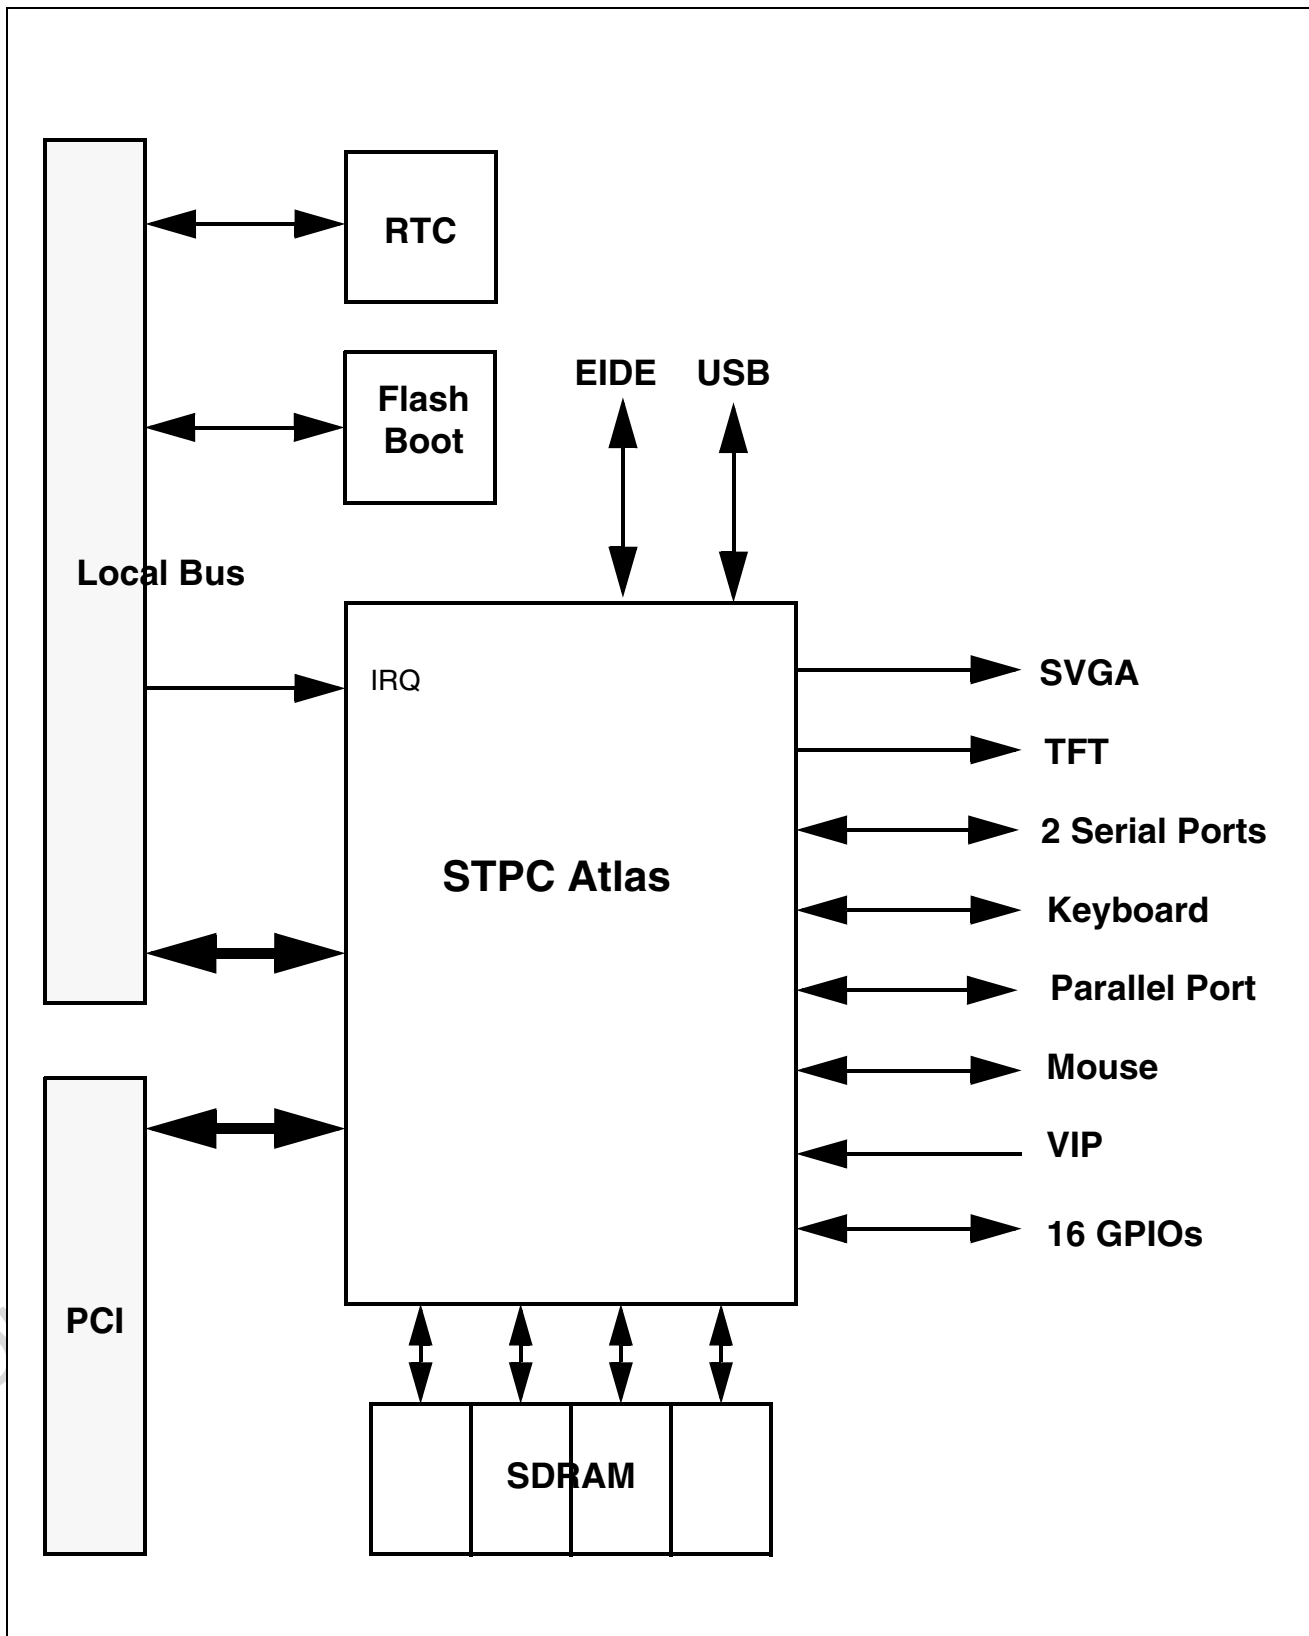 RTC
Flash
Boot
EIDE
USB
Local Bus
IRQ
STPC Atlas
SVGA
TFT
2 Serial Ports
Keyboard
Parallel Port
Mouse
VIP
16 GPIOs
PCI
SDRAM